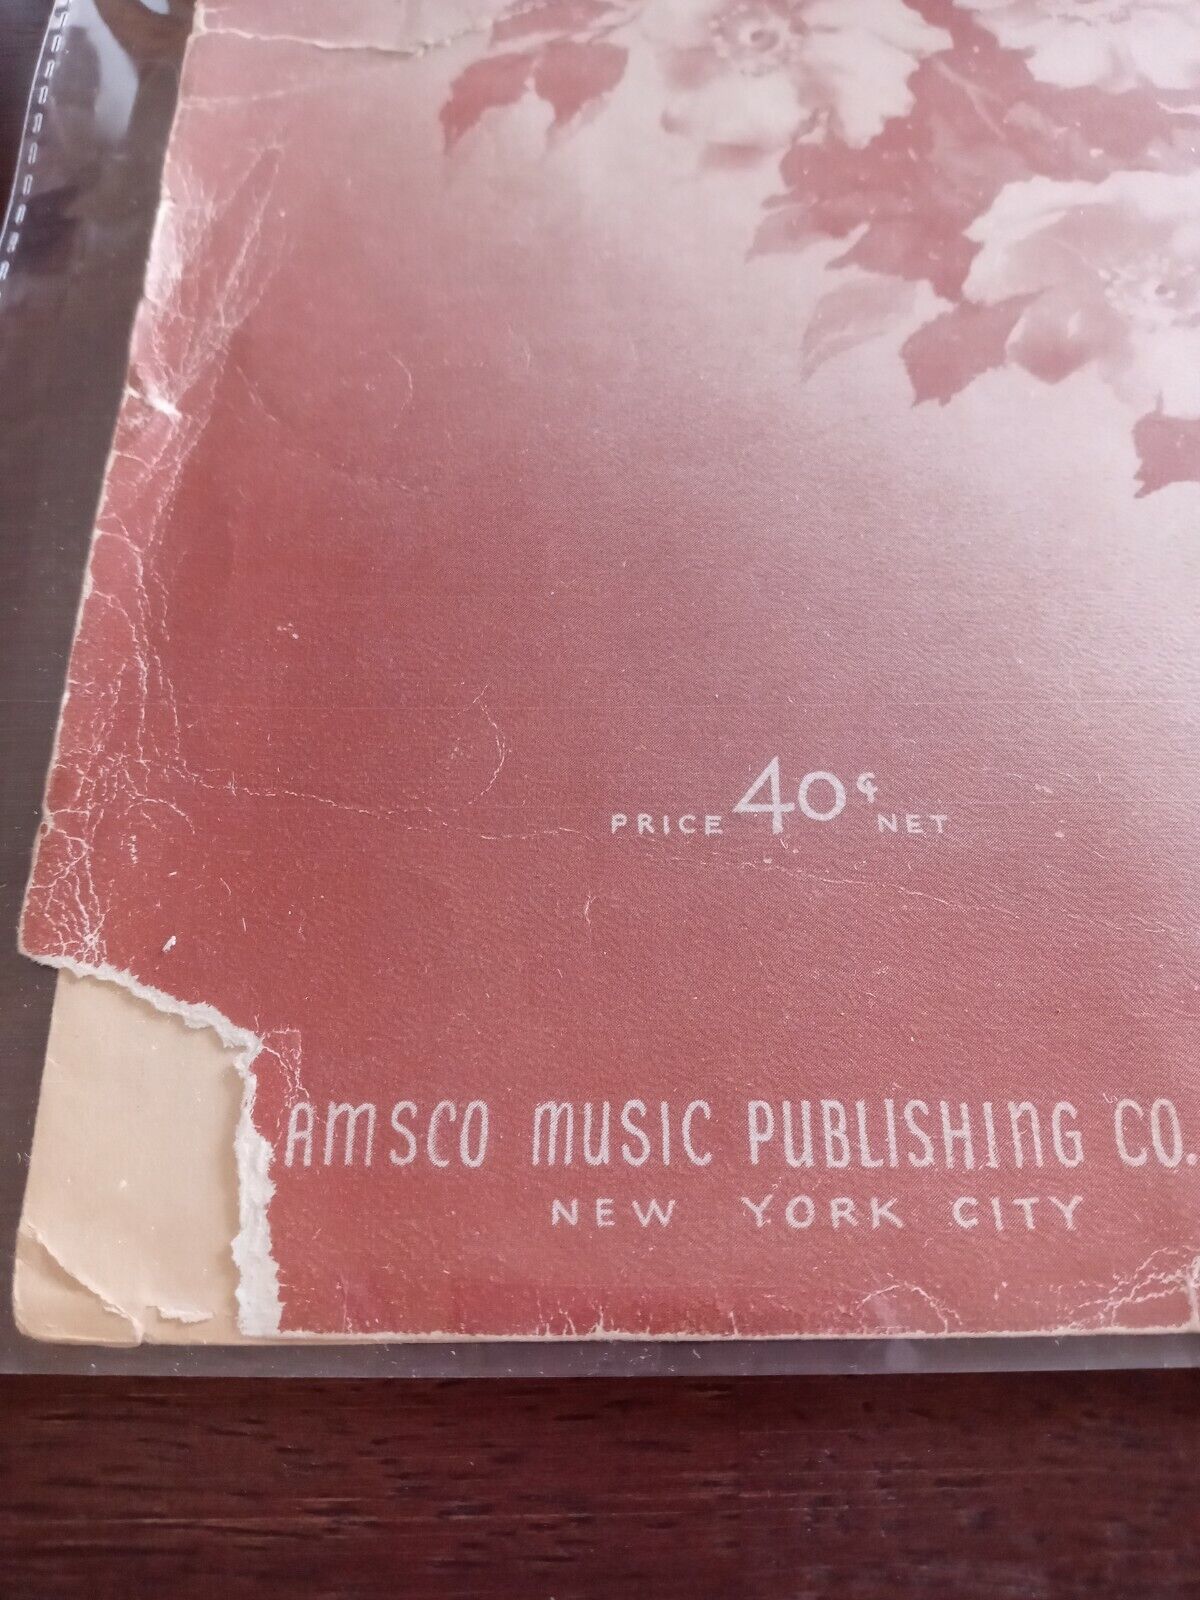 PRICE 40¢ NET
AMSCO MUSIC PUBLISHING CO.
NEW YORK CITY